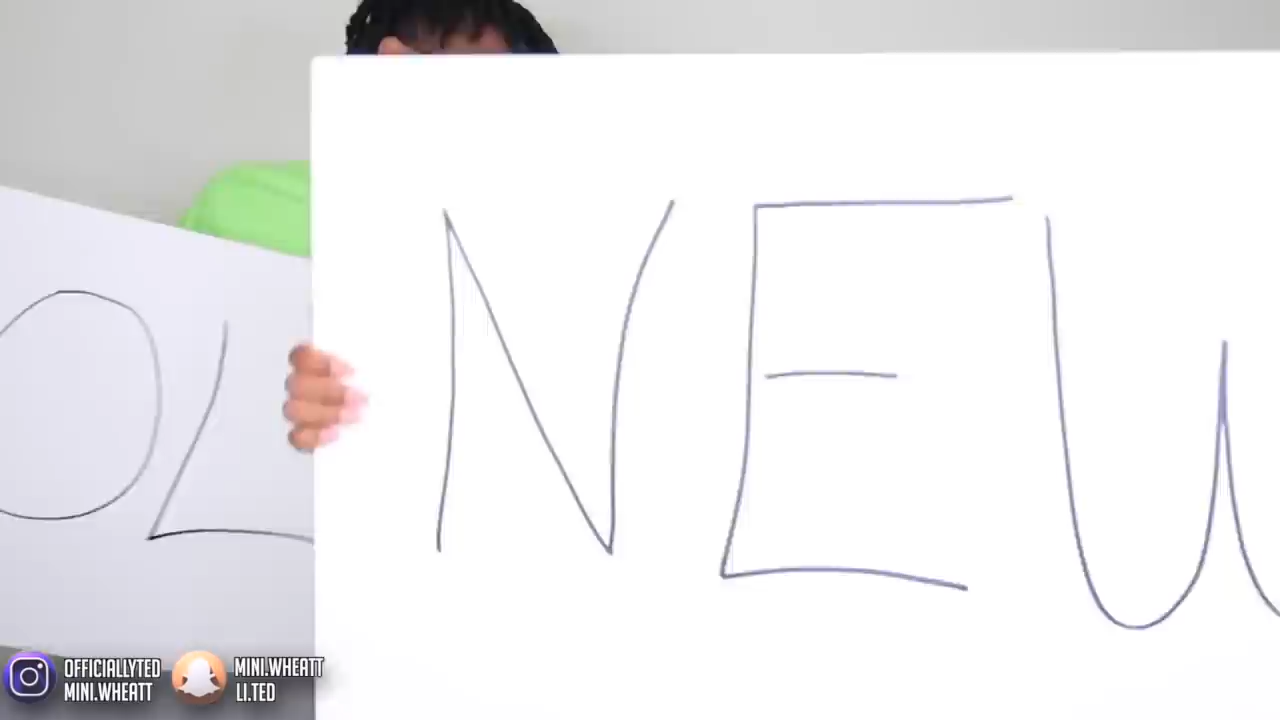 OL
NEW
OFFICIALLYTED
MINI.WHEATT
MINI.WHEATT
LI.TED